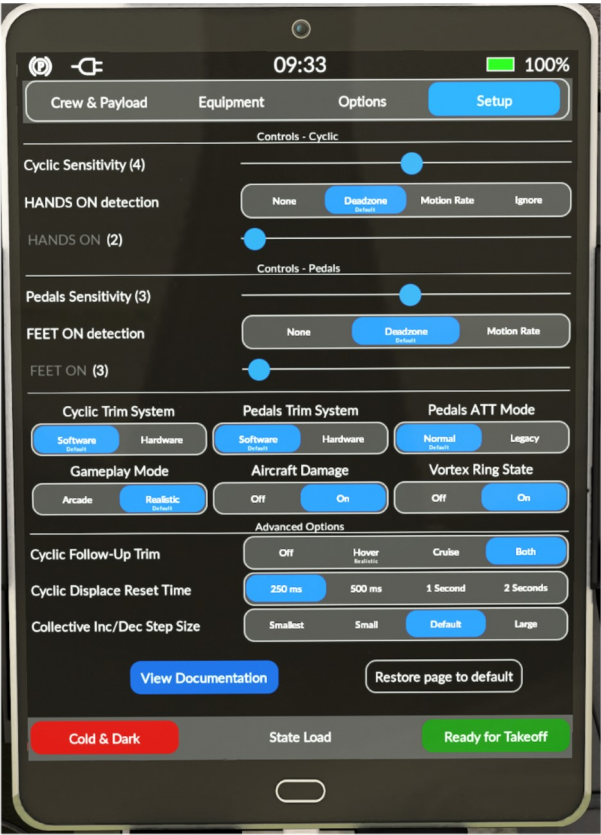 09:33
100%
Crew & Payload Equipment Options Setup
Controls - Cyclic
Cyclic Sensitivity (4)
HANDS ON detection None Deadzone Motion Rate Ignore
Default
HANDS ON (2)
Controls - Pedals
Pedals Sensitivity (3)
FEET ON detection None Deadzone Motion Rate
Default
FEET ON (3)
Cyclic Trim System Pedals Trim System Pedals ATT Mode
Software Hardware Software Hardware Normal Legacy
Default Default Default
Gameplay Mode Aircraft Damage Vortex Ring State
Arcade Realistic Off On Off On
Default
Advanced Options
Cyclic Follow-Up Trim Off Hover Cruise Both
Realistic
Cyclic Displace Reset Time 250 ms 500 ms 1 Second 2 Seconds
Collective Inc/Dec Step Size Smallest Small Default Large
View Documentation Restore page to default
Cold & Dark State Load Ready for Takeoff